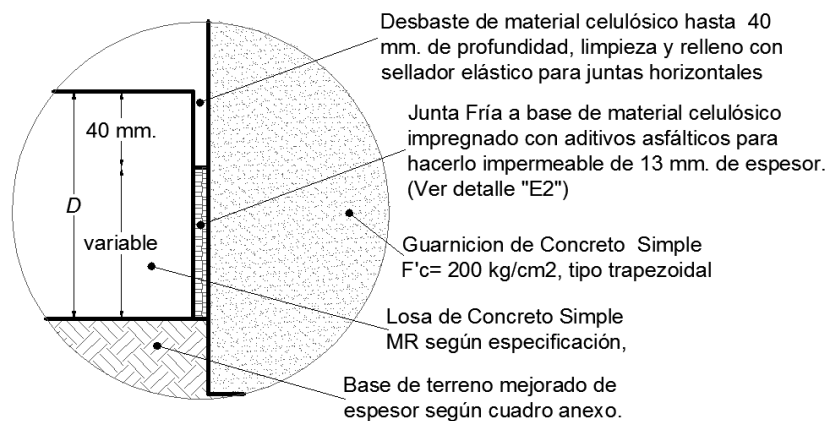 Desbaste de material celulósico hasta 40
mm. de profundidad, limpieza y relleno con
sellador elástico para juntas horizontales
Junta Fría a base de material celulósico
impregnado con aditivos asfálticos para
hacerlo impermeable de 13 mm. de espesor.
(Ver detalle "E2")
40 mm.
D
variable
Guarnicion de Concreto Simple
F'c= 200 kg/cm2, tipo trapezoidal
Losa de Concreto Simple
MR según especificación,
Base de terreno mejorado de
espesor según cuadro anexo.